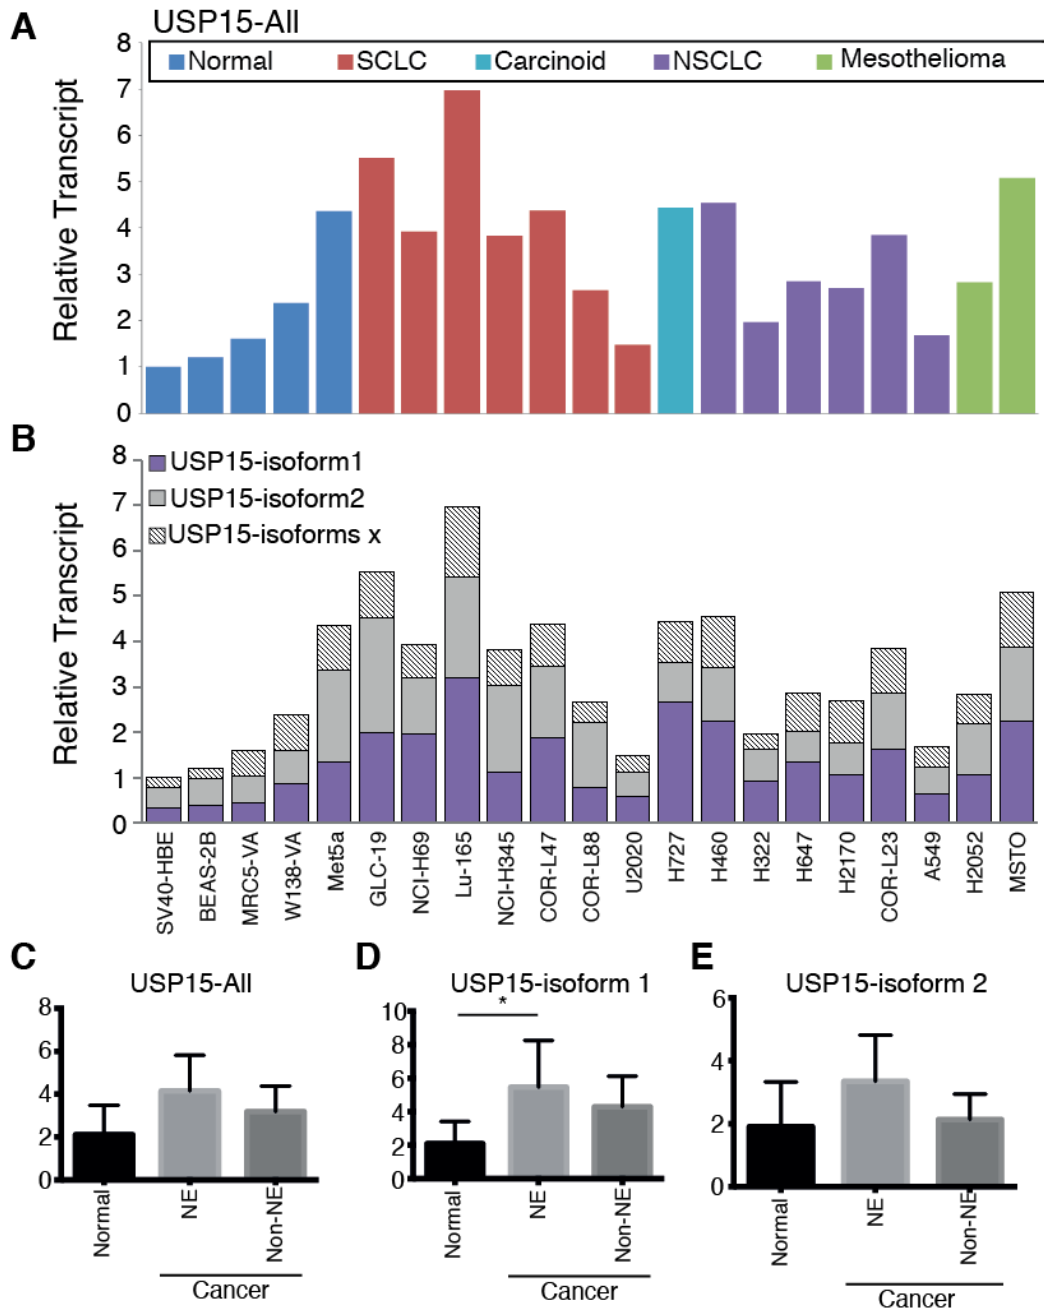 A
USP15-All
Normal SCLC Carcinoid NSCLC Mesothelioma
Relative Transcript
8
7
6
5
4
3
2
1
0
B
USP15-isoform1
USP15-isoform2
USP15-isoforms x
Relative Transcript
8
7
6
5
4
3
2
1
0
SV40-HBE
BEAS-2B
MRC5-VA
W138-VA
Met5a
GLC-19
NCI-H69
Lu-165
NCI-H345
COR-L47
COR-L88
U2020
H727
H460
H322
H647
H2170
COR-L23
A549
H2052
MSTO
C
USP15-All
8
6
4
2
0
Normal
NE
Non-NE
Cancer
D
USP15-isoform 1
*
10
8
6
4
2
0
Normal
NE
Non-NE
Cancer
E
USP15-isoform 2
6
4
2
0
Normal
NE
Non-NE
Cancer